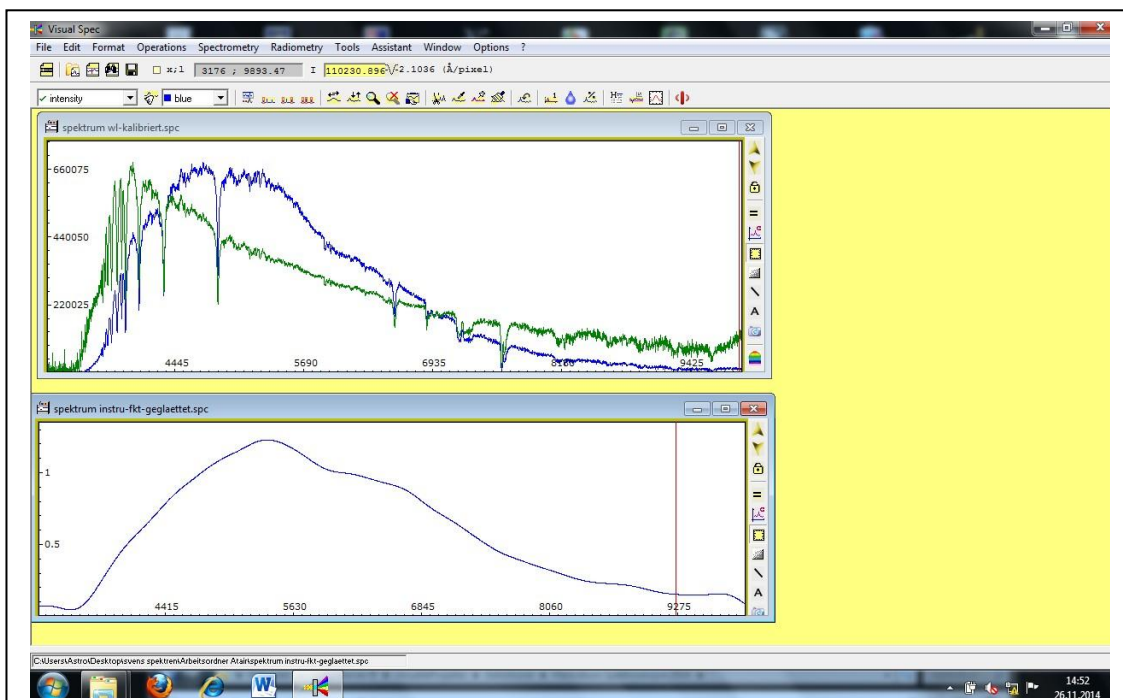 Visual Spec
File Edit Format Operations Spectrometry Radiometry Tools Assistant Window Options ?
x;l 3176 ; 9893.47 I 110230.896 -2.1036 (Å/pixel)
intensity blue
spektrum wl-kalibriert.spc
660075
440050
220025
4445 5690 6935 9425
A
spektrum instru-fkt-geglaettet.spc
1
0.5
4415 5630 6845 8060 9275
A
C:\Users\Astro\Desktop\svens spektren\Arbeitsordner Atair\spektrum instru-fkt-geglaettet.spc
14:52
26.11.2014